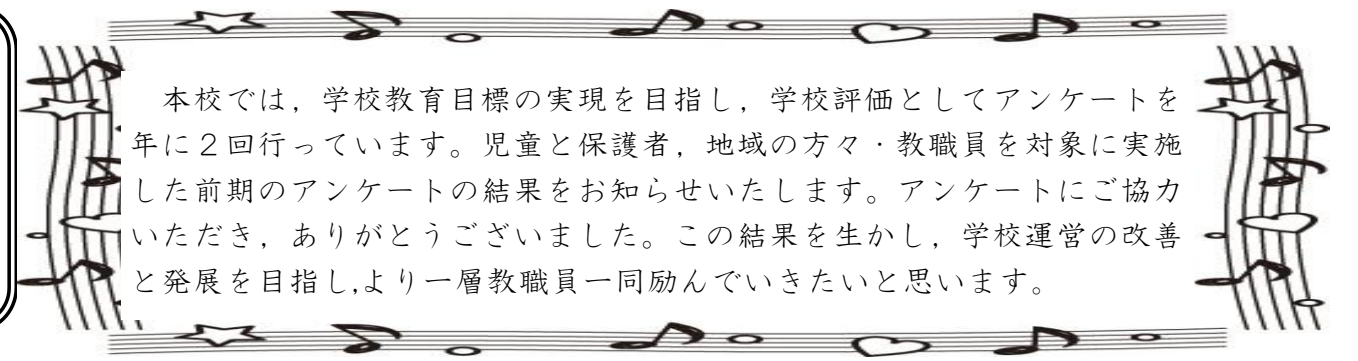 本校では，学校教育目標の実現を目指し，学校評価としてアンケートを
年に２回行っています。児童と保護者，地域の方々・教職員を対象に実施
した前期のアンケートの結果をお知らせいたします。アンケートにご協力
いただき，ありがとうございました。この結果を生かし，学校運営の改善
と発展を目指し,より一層教職員一同励んでいきたいと思います。